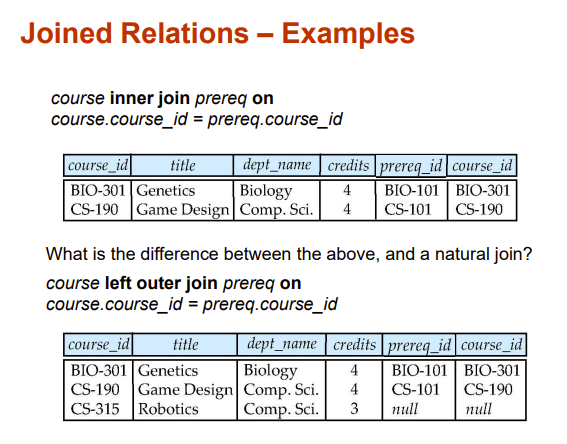 Joined Relations – Examples
course inner join prereq on
course.course_id = prereq.course_id
course_id title dept_name credits prereq_id course_id
BIO-301 Genetics Biology 4 BIO-101 BIO-301
CS-190 Game Design Comp. Sci. 4 CS-101 CS-190
What is the difference between the above, and a natural join?
course left outer join prereq on
course.course_id = prereq.course_id
course_id title dept_name credits prereq_id course_id
BIO-301 Genetics Biology 4 BIO-101 BIO-301
CS-190 Game Design Comp. Sci. 4 CS-101 CS-190
CS-315 Robotics Comp. Sci. 3 null null